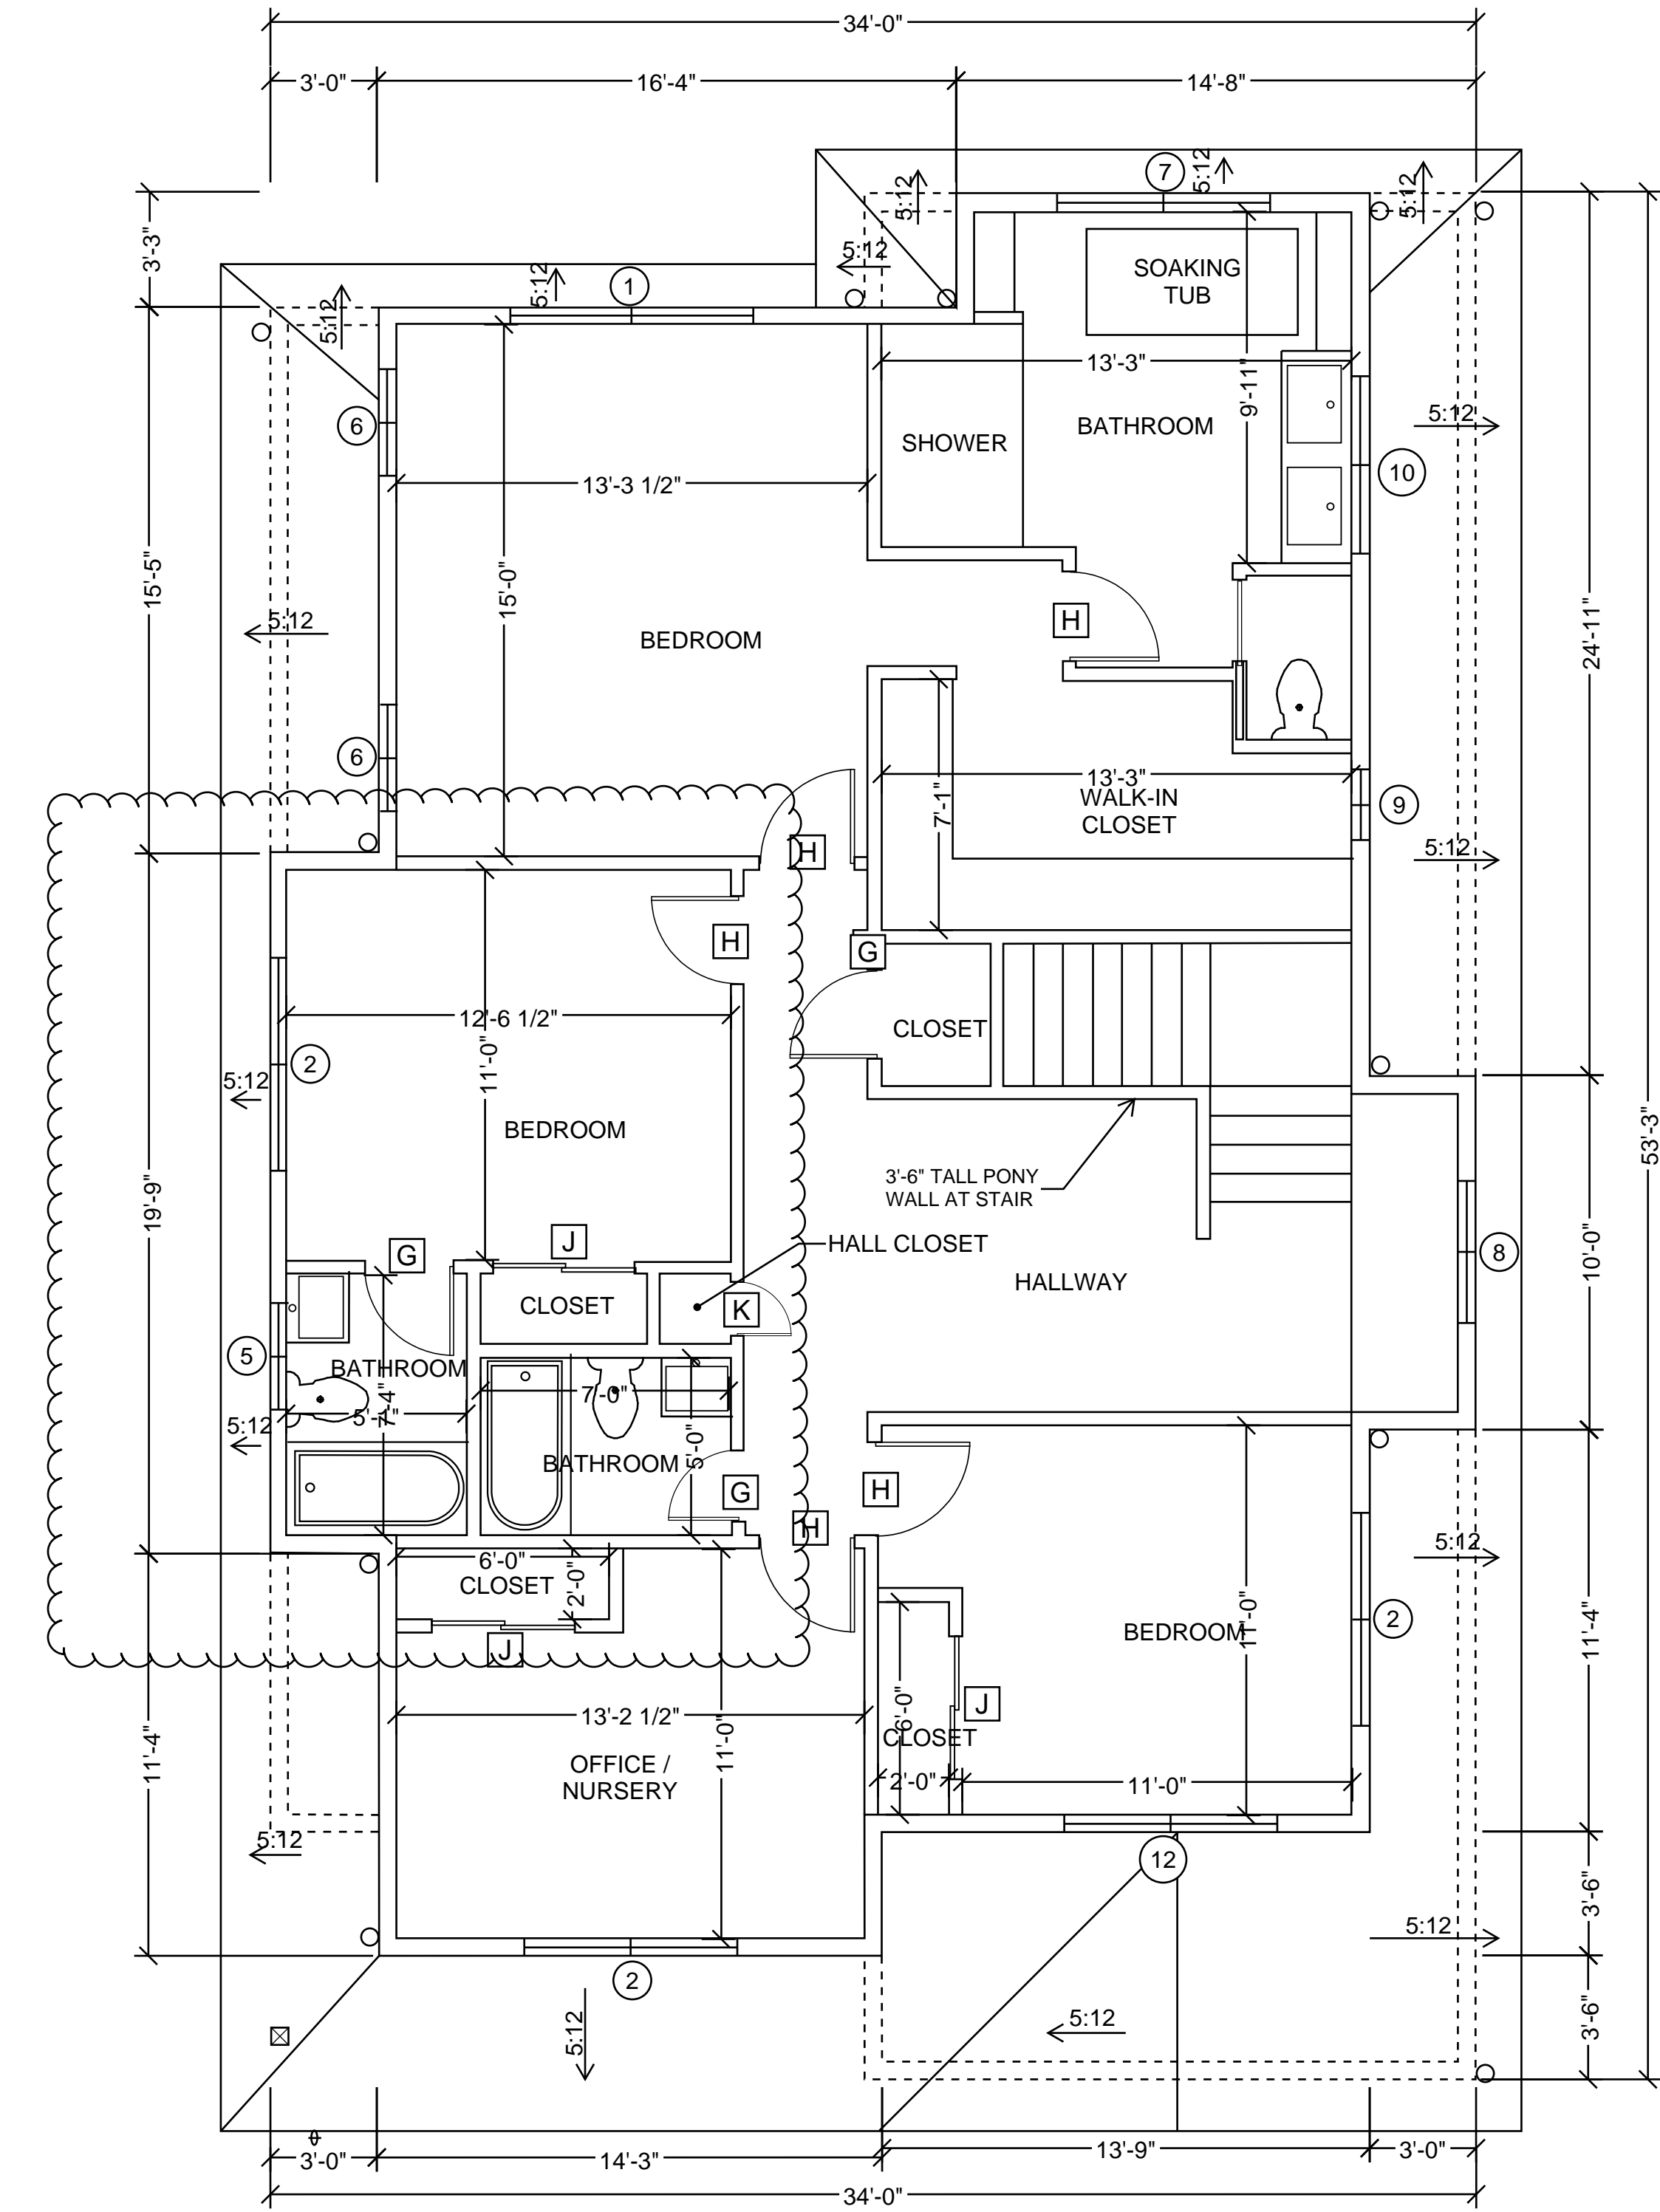 34'-0"
3'-0"
16'-4"
14'-8"
7
5:12
5:12
5:12
5:12
3'-3"
5:12
1
5:12
5:12
SOAKING
TUB
13'-3"
9'-11"
BATHROOM
6
SHOWER
5:12
10
13'-3 1/2"
15'-5"
15'-0"
5:12
BEDROOM
H
24'-11"
6
13'-3"
WALK-IN
CLOSET
7'-1"
9
H
5:12
H
G
12'-6 1/2"
11'-0"
CLOSET
2
5:12
BEDROOM
53'-3"
3'-6" TALL PONY
WALL AT STAIR
19'-9"
G
J
HALL CLOSET
8
10'-0"
HALLWAY
CLOSET
K
5
BATHROOM
7'-4"
7'-0"
5'-1"
5:12
5'-0"
BATHROOM
G
H
H
5:12
6'-0"
CLOSET
2'-0"
J
BEDROOM
11'-0"
2
11'-4"
J
13'-2 1/2"
11'-0"
6'-0"
CLOSET
11'-4"
OFFICE /
NURSERY
2'-0"
11'-0"
5:12
12
3'-6"
5:12
2
5:12
5:12
3'-6"
3'-0"
14'-3"
13'-9"
3'-0"
34'-0"